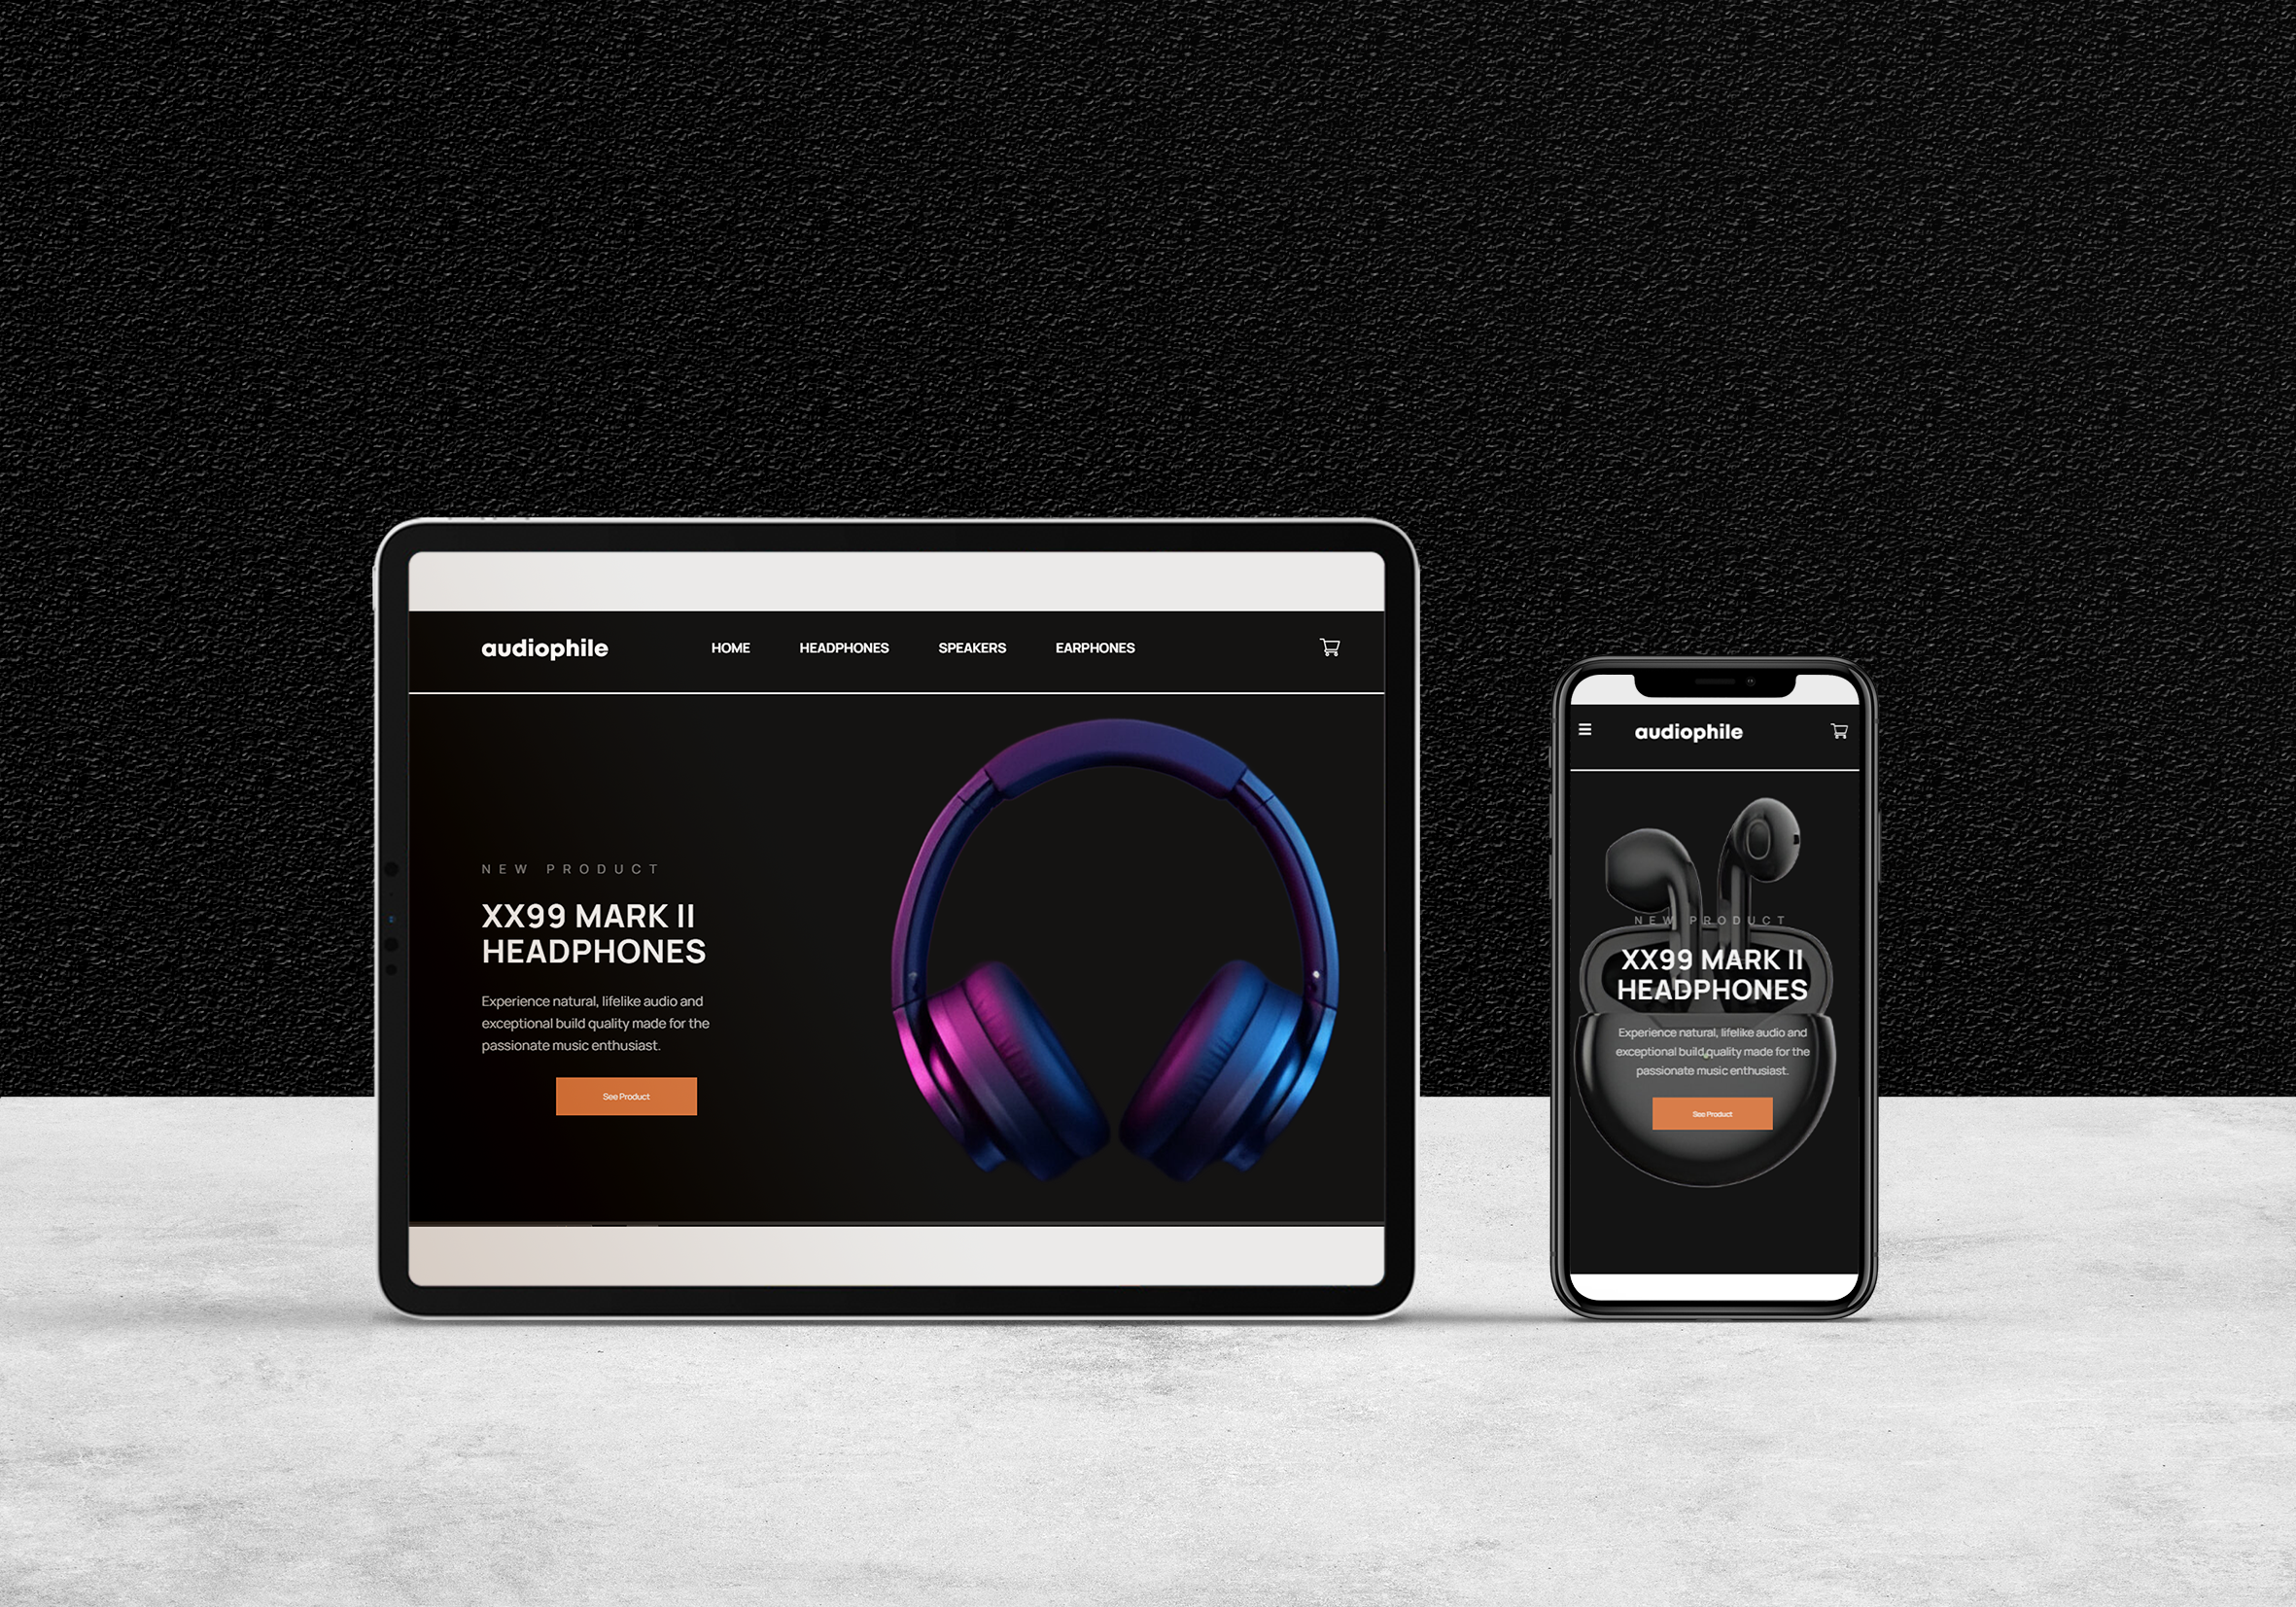 audiophile
HOME HEADPHONES SPEAKERS EARPHONES
NEW PRODUCT
XX99 MARK II
HEADPHONES
Experience natural, lifelike audio and
exceptional build quality made for the
passionate music enthusiast.
See Product
audiophile
NEW PRODUCT
XX99 MARK II
HEADPHONES
Experience natural, lifelike audio and
exceptional build quality made for the
passionate music enthusiast.
See Product